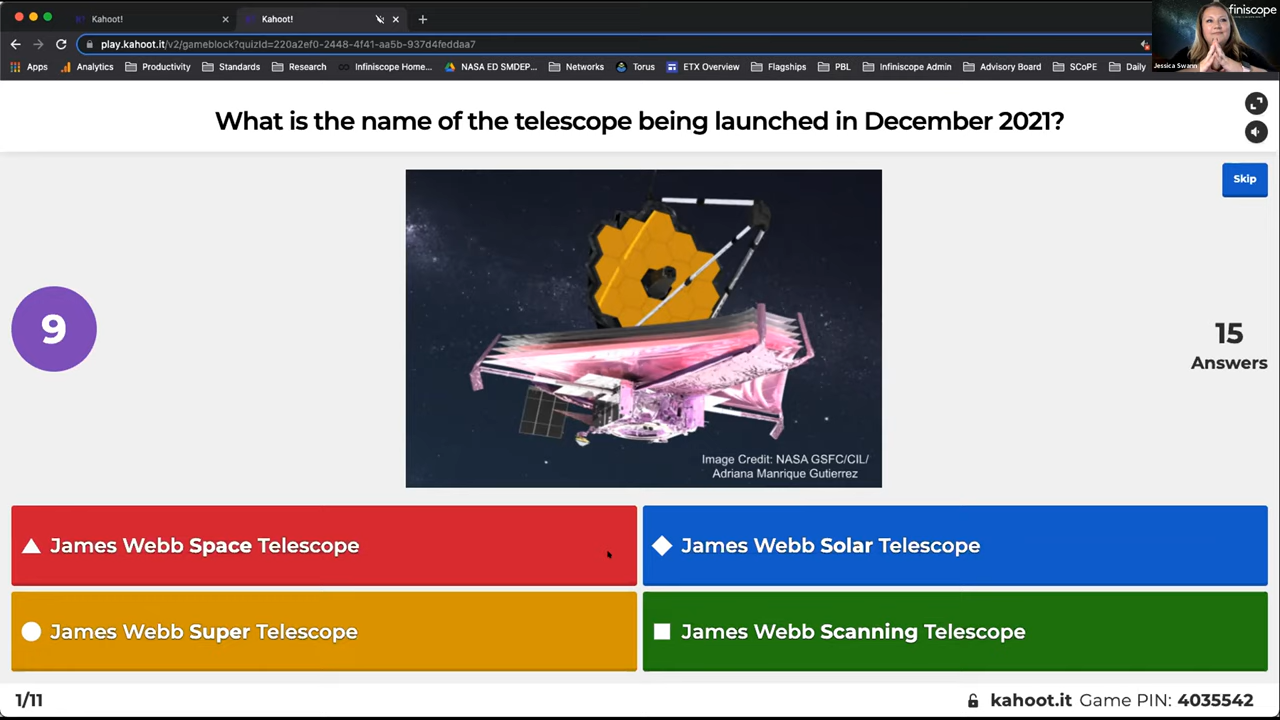 Kahoot!
Kahoot!
play.kahoot.it/v2/gameblock?quizId=220a2ef0-2448-4f41-aa5b-937d4feddaa7
Apps Analytics Productivity Standards Research Infiniscope Home... NASA ED SMDEP... Networks Torus ETX Overview Flagships PBL Infiniscope Admin Advisory Board SCoPE Daily
finiscope
Jessica Swann
What is the name of the telescope being launched in December 2021?
Skip
9
15
Answers
Image Credit: NASA GSFC/CIL/
Adriana Manrique Gutierrez
James Webb Space Telescope
James Webb Solar Telescope
James Webb Super Telescope
James Webb Scanning Telescope
1/11
kahoot.it Game PIN: 4035542